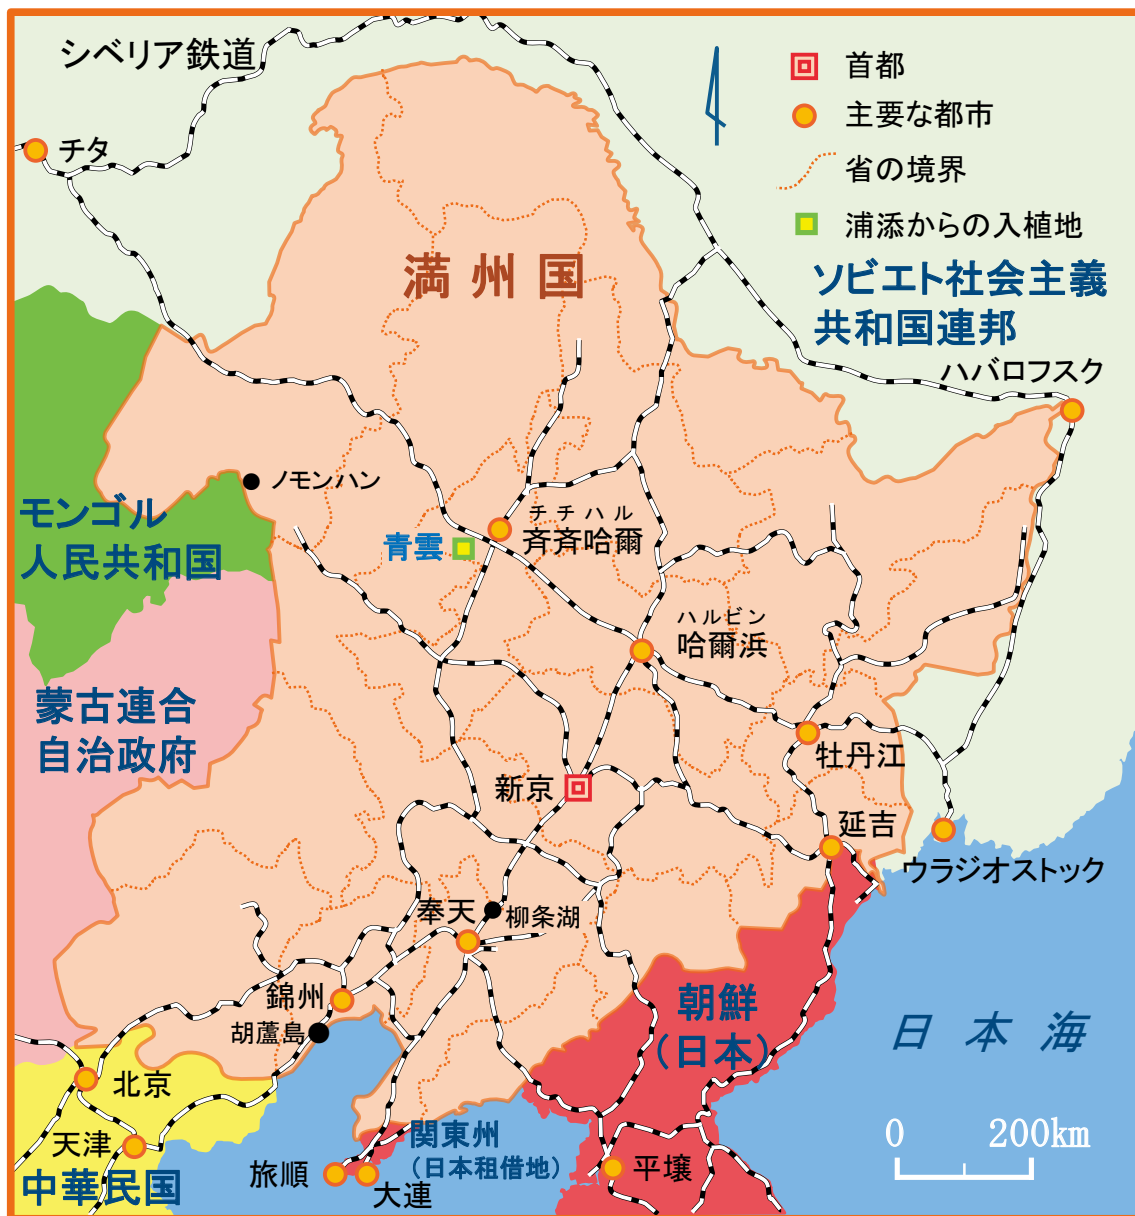 シベリア鉄道
首都
主要な都市
チタ
省の境界
浦添からの入植地
満州国
ソビエト社会主義
共和国連邦
ハバロフスク
ノモンハン
モンゴル
人民共和国
チチハル
斉斉哈爾
青雲
ハルビン
哈爾浜
蒙古連合
自治政府
牡丹江
新京
延吉
ウラジオストック
奉天
柳条湖
錦州
胡蘆島
朝鮮
(日本)
日本海
北京
天津
中華民国
関東州
(日本租借地)
旅順
大連
平壌
0 200km